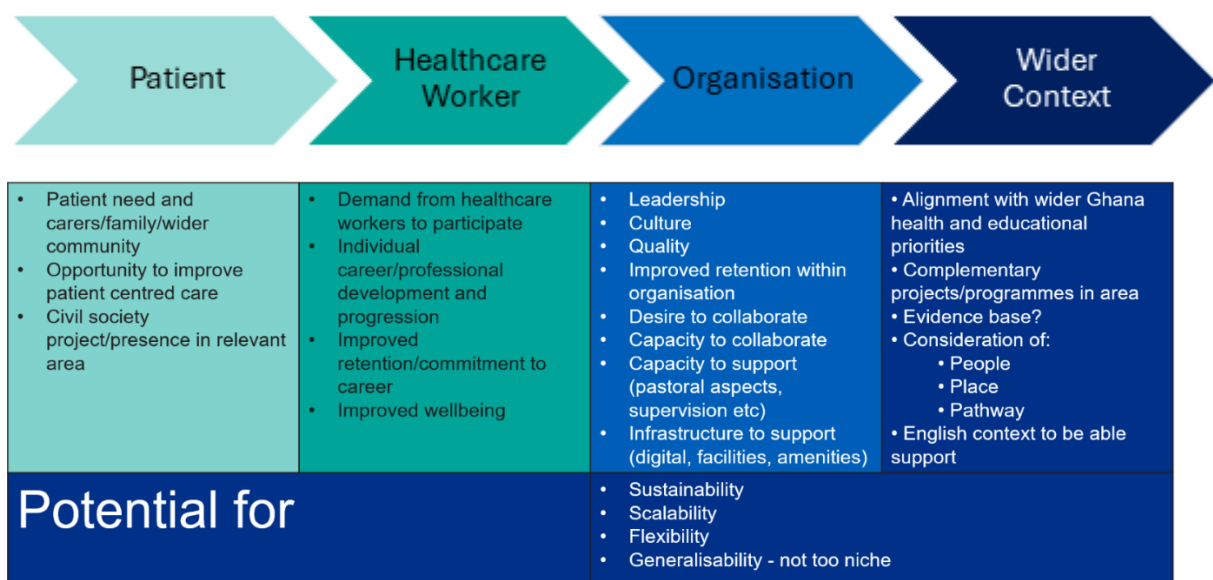 Patient
Healthcare
Worker
Organisation
Wider
Context
• Patient need and
carers/family/wider
community
• Opportunity to improve
patient centred care
• Civil society
project/presence in relevant
area
• Demand from healthcare
workers to participate
• Individual
career/professional
development and
progression
• Improved
retention/commitment to
career
• Improved wellbeing
• Leadership
• Culture
• Quality
• Improved retention within
organisation
• Desire to collaborate
• Capacity to collaborate
• Capacity to support
(pastoral aspects,
supervision etc)
• Infrastructure to support
(digital, facilities, amenities)
• Alignment with wider Ghana
health and educational
priorities
• Complementary
projects/programmes in area
• Evidence base?
• Consideration of:
• People
• Place
• Pathway
• English context to be able
support
Potential for
• Sustainability
• Scalability
• Flexibility
• Generalisability - not too niche